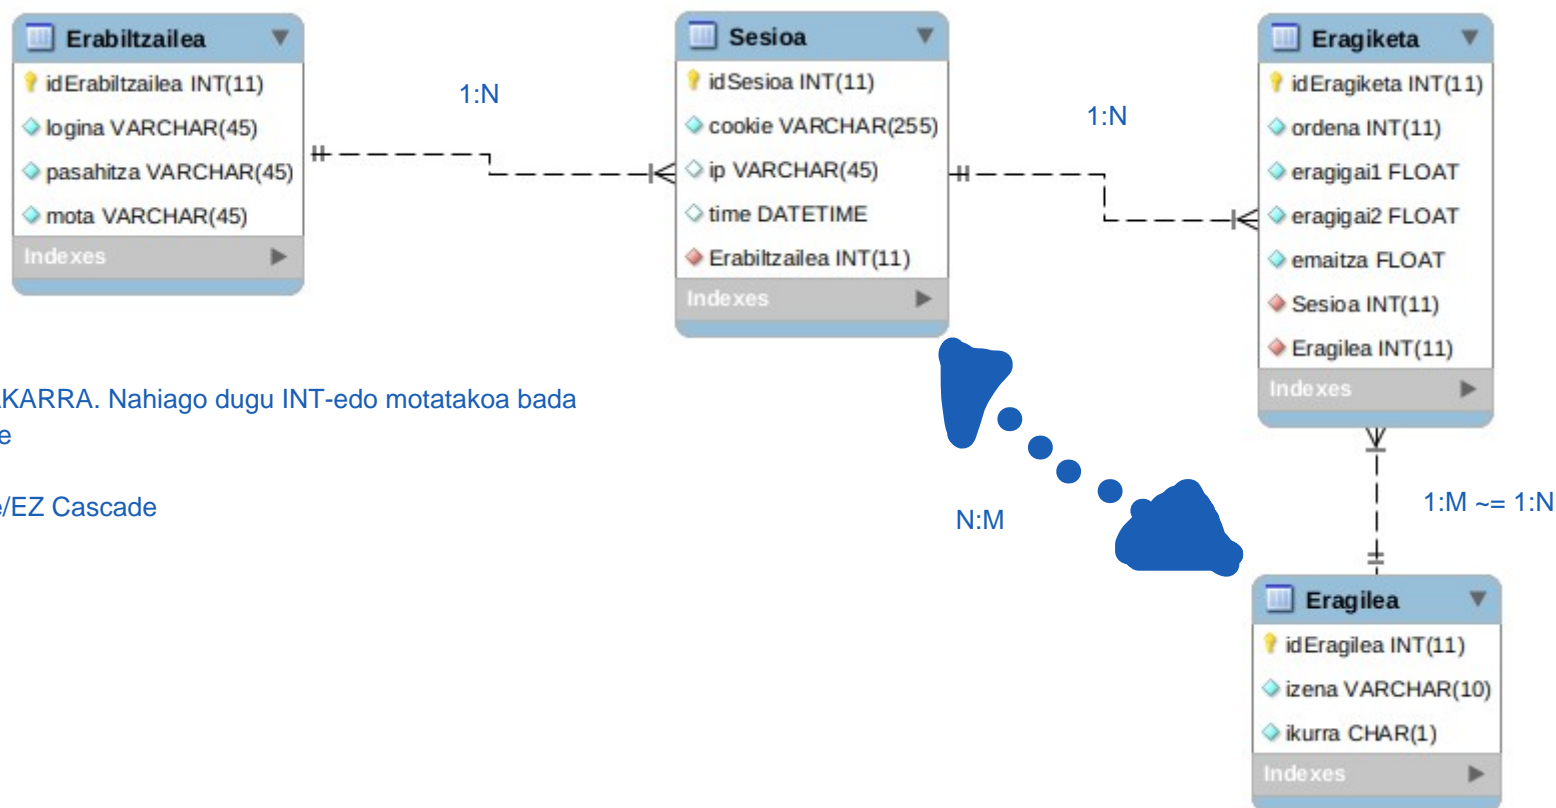 Erabiltzailea
idErabiltzailea INT(11)
logina VARCHAR(45)
pasahitza VARCHAR(45)
mota VARCHAR(45)
Indexes
1:N
Sesioa
idSesioa INT(11)
cookie VARCHAR(255)
ip VARCHAR(45)
time DATETIME
Erabiltzailea INT(11)
Indexes
1:N
Eragiketa
idEragiketa INT(11)
ordena INT(11)
eragigai1 FLOAT
eragigai2 FLOAT
emaitza FLOAT
Sesioa INT(11)
Eragilea INT(11)
Indexes
AKARRA. Nahiago dugu INT-edo motatakoa bada
e
e/EZ Cascade
N:M
1:M ~= 1:N
Eragilea
idEragilea INT(11)
izena VARCHAR(10)
ikurra CHAR(1)
Indexes